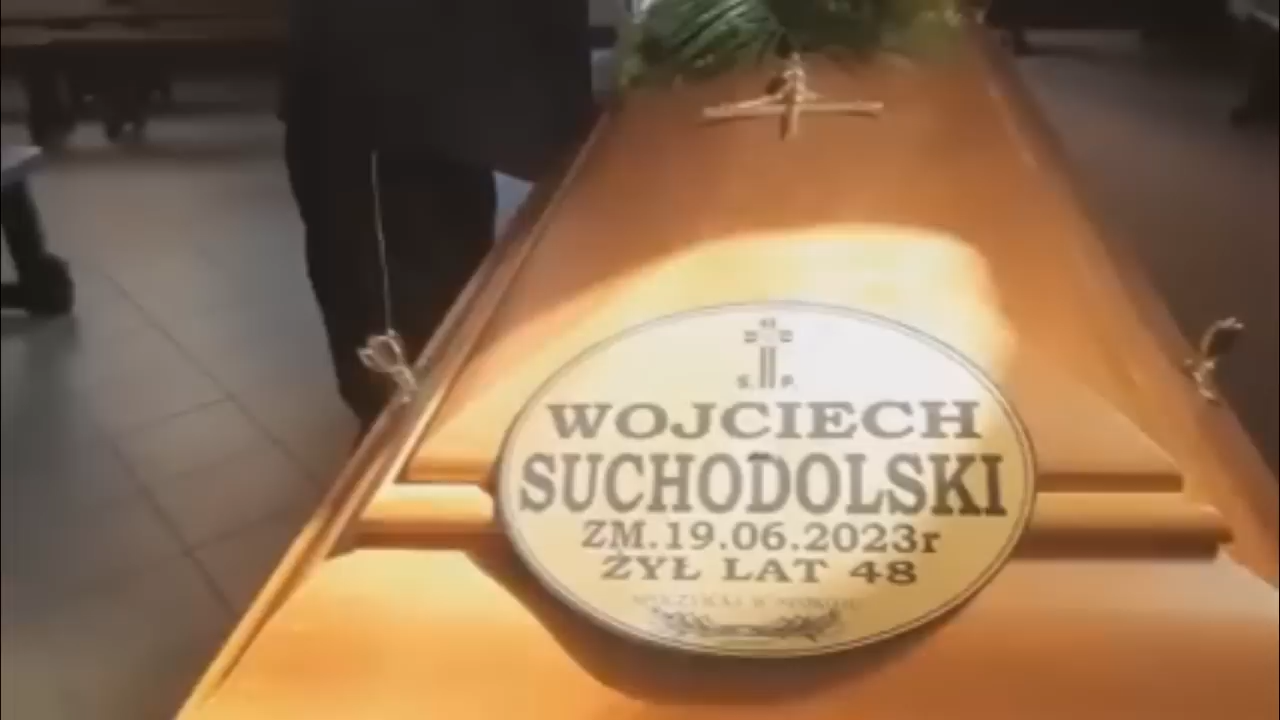 Ś. P.
WOJCIECH
SUCHODOLSKI
ZM.19.06.2023r
ŻYŁ LAT 48